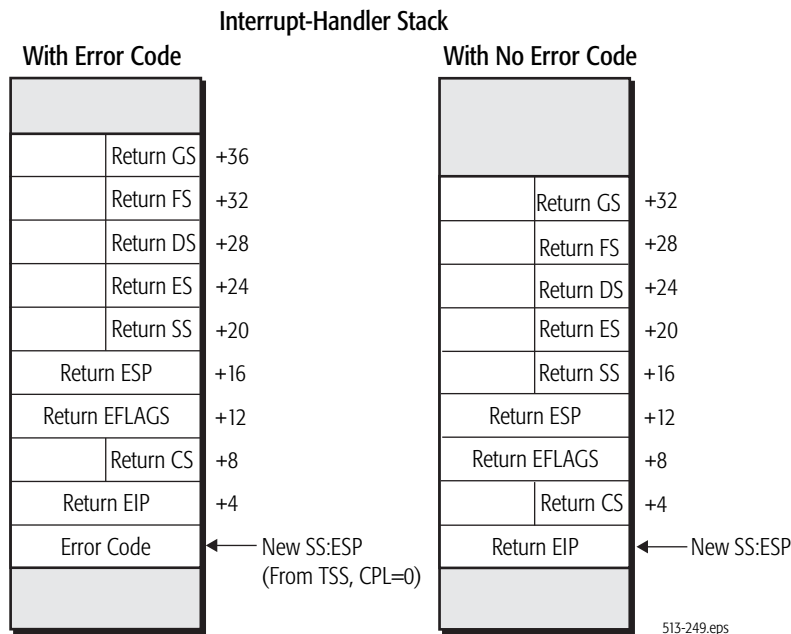 Interrupt-Handler Stack
With Error Code
Return GS +36
Return FS +32
Return DS +28
Return ES +24
Return SS +20
Return ESP +16
Return EFLAGS +12
Return CS +8
Return EIP +4
Error Code New SS:ESP
(From TSS, CPL=0)
With No Error Code
Return GS +32
Return FS +28
Return DS +24
Return ES +20
Return SS +16
Return ESP +12
Return EFLAGS +8
Return CS +4
Return EIP New SS:ESP
513-249.eps